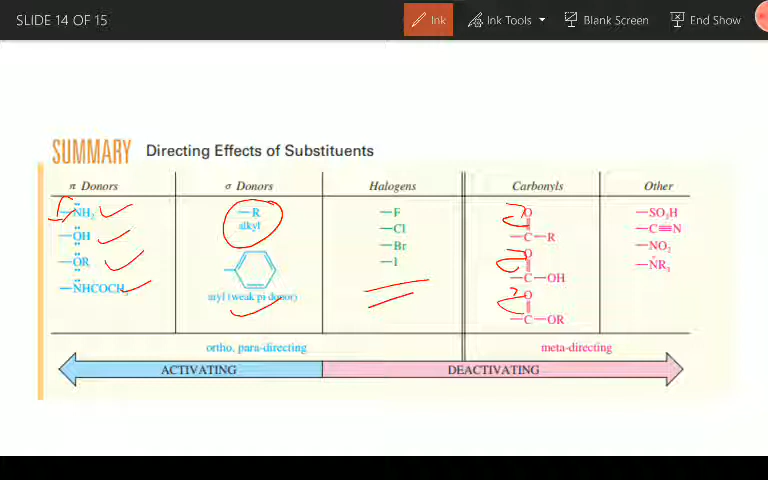 SLIDE 14 OF 15
Ink
Ink Tools
Blank Screen
End Show
SUMMARY Directing Effects of Substituents
π Donors
σ Donors
Halogens
Carbonyls
Other
—NH₂
—OH
—OR
—NHCOCH₃
—R
alkyl
aryl (weak pi donor)
—F
—Cl
—Br
—I
O
—C—R
O
—C—OH
O
—C—OR
—SO₃H
—C≡N
—NO₂
—N⁺R₃
ortho, para-directing
meta-directing
ACTIVATING
DEACTIVATING